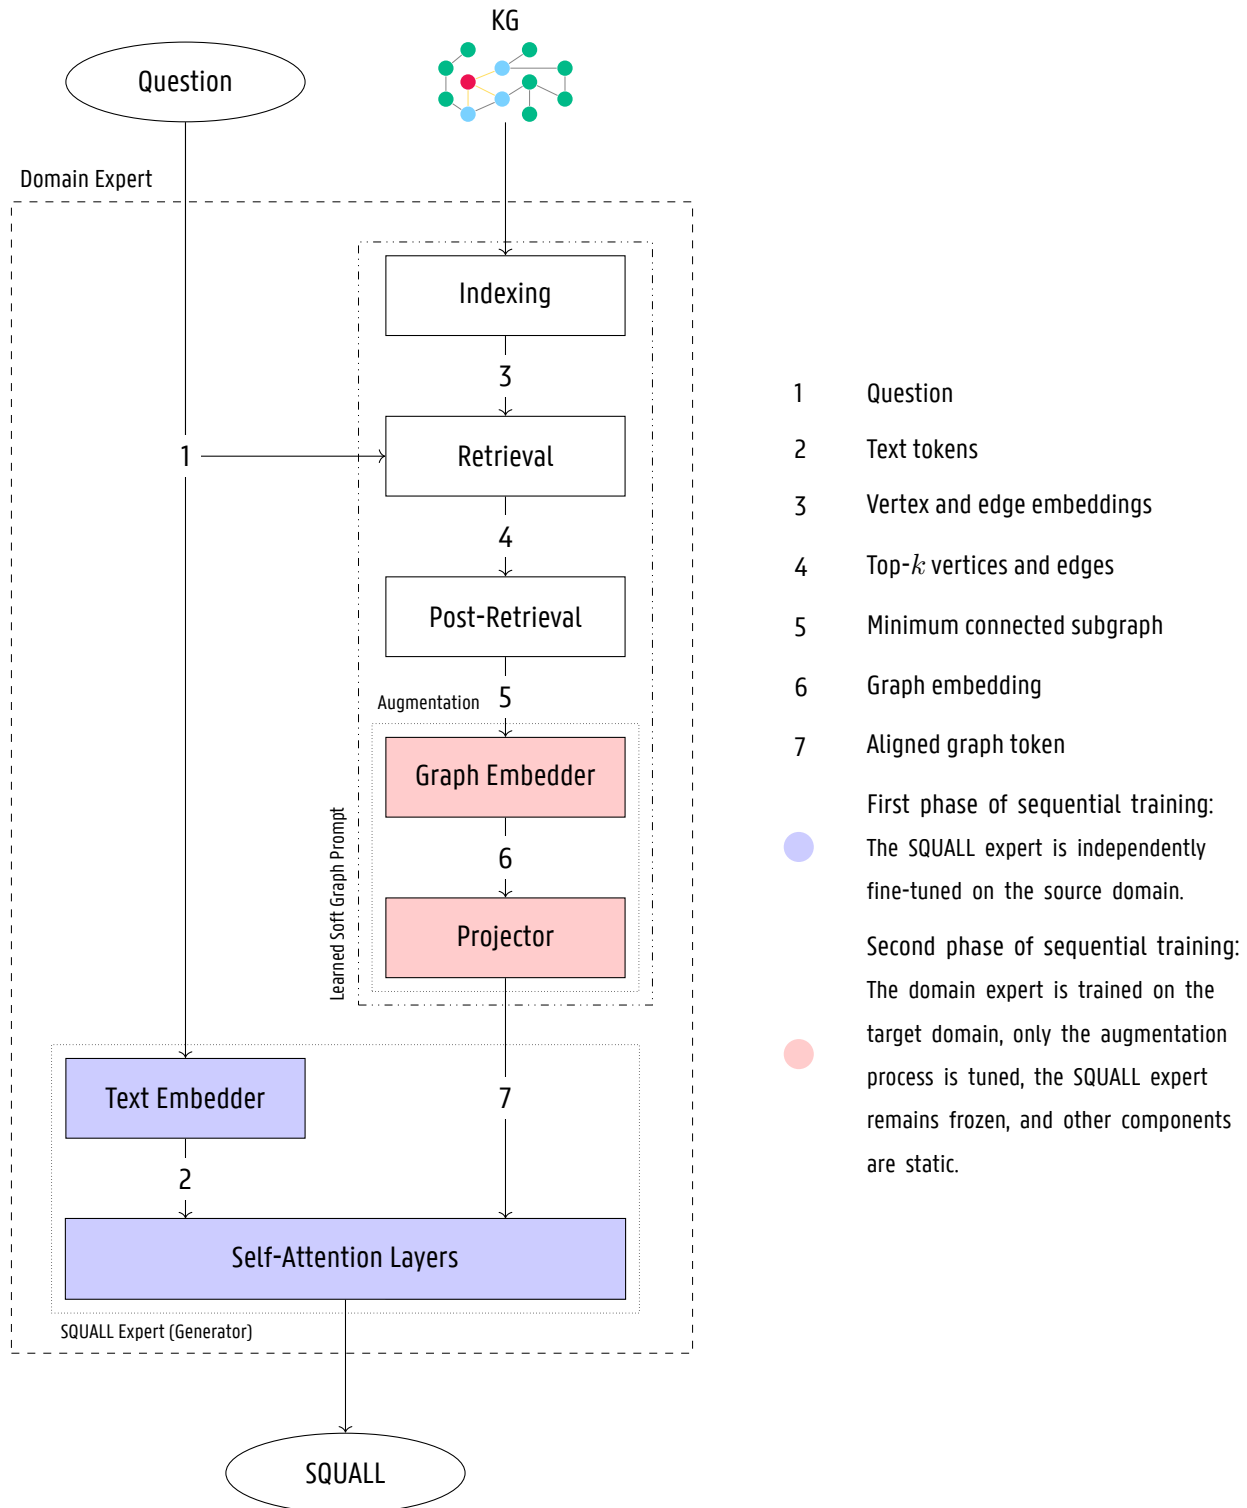 KG
Question
Domain Expert
Indexing
3
1
Retrieval
4
Post-Retrieval
Augmentation
5
Graph Embedder
6
Learned Soft Graph Prompt
Projector
Text Embedder
7
2
Self-Attention Layers
SQUALL Expert (Generator)
SQUALL
1 Question
2 Text tokens
3 Vertex and edge embeddings
4 Top-k vertices and edges
5 Minimum connected subgraph
6 Graph embedding
7 Aligned graph token
First phase of sequential training:
The SQUALL expert is independently
fine-tuned on the source domain.
Second phase of sequential training:
The domain expert is trained on the
target domain, only the augmentation
process is tuned, the SQUALL expert
remains frozen, and other components
are static.